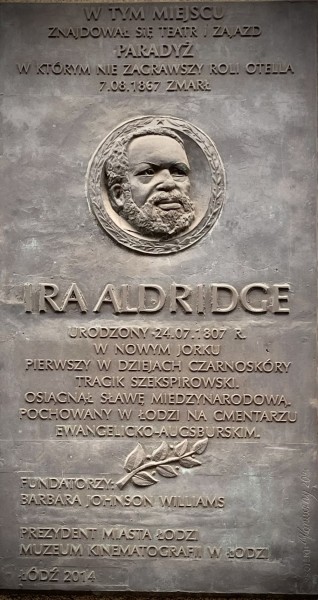 W TYM MIEJSCU
ZNAJDOWAŁ SIĘ TEATR I ZAJAZD
PARADYŻ
W KTÓRYM NIE ZAGRAWSZY ROLI OTELLA
7.08.1867 ZMARŁ
IRA ALDRIDGE
URODZONY 24.07.1807 R.
W NOWYM JORKU
PIERWSZY W DZIEJACH CZARNOSKÓRY
TRAGIK SZEKSPIROWSKI.
OSIĄGNĄŁ SŁAWĘ MIĘDZYNARODOWĄ.
POCHOWANY W ŁODZI NA CMENTARZU
EWANGELICKO-AUGSBURSKIM.
FUNDATORZY:
BARBARA JOHNSON WILLIAMS
PREZYDENT MIASTA ŁODZI
MUZEUM KINEMATOGRAFII W ŁODZI
ŁÓDŹ 2014